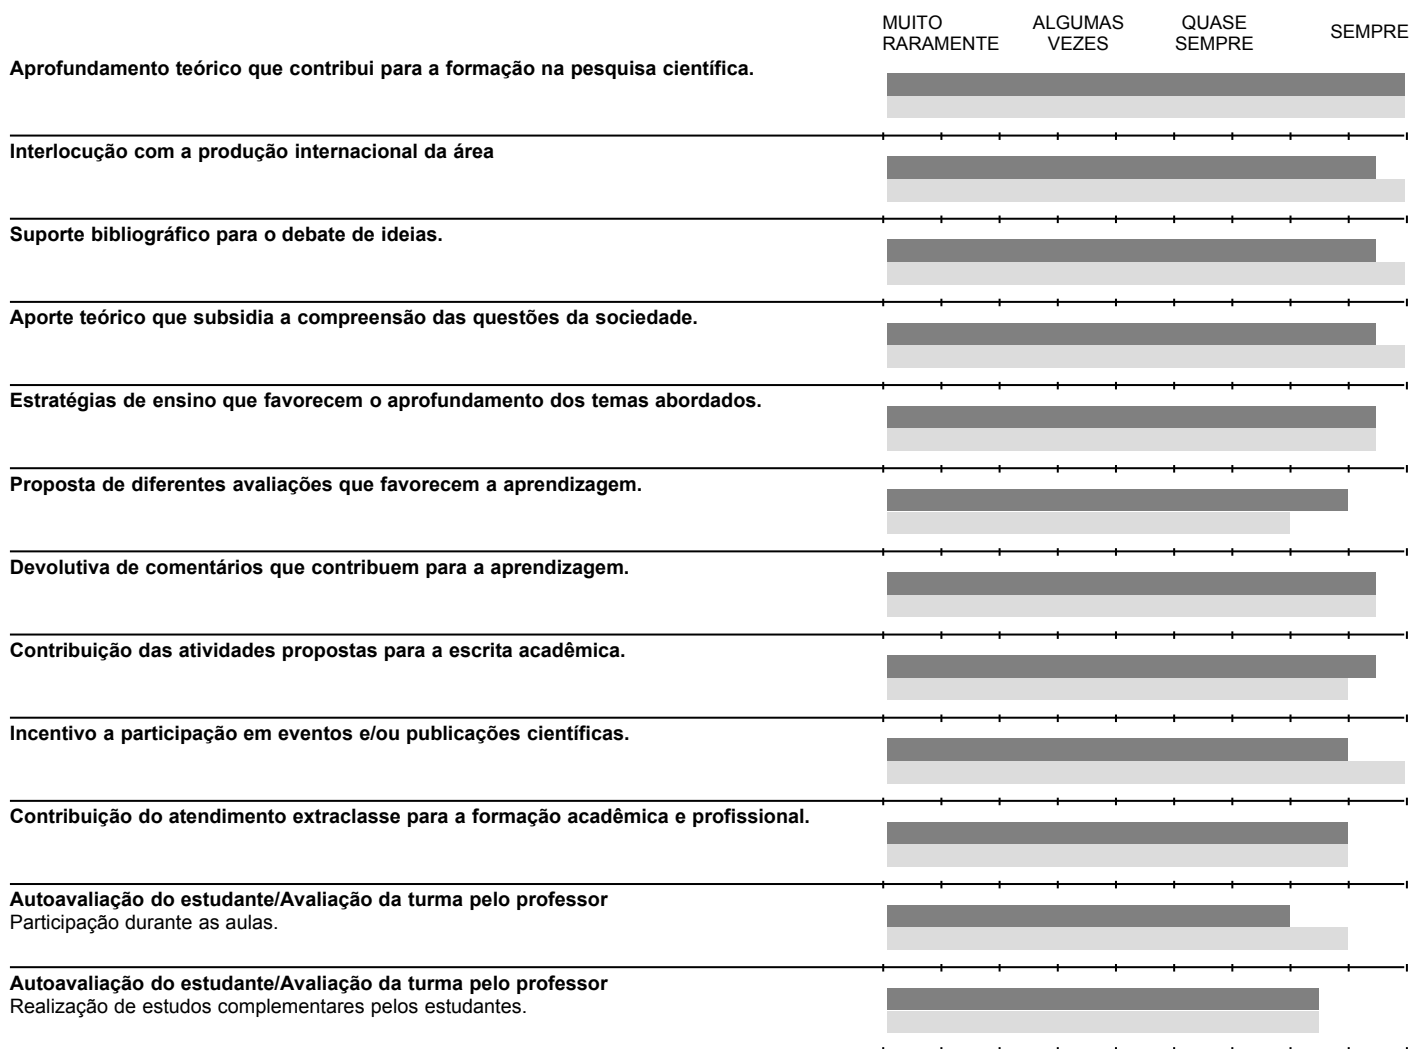 MUITO RARAMENTE
ALGUMAS VEZES
QUASE SEMPRE
SEMPRE
Aprofundamento teórico que contribui para a formação na pesquisa científica.
Interlocução com a produção internacional da área
Suporte bibliográfico para o debate de ideias.
Aporte teórico que subsidia a compreensão das questões da sociedade.
Estratégias de ensino que favorecem o aprofundamento dos temas abordados.
Proposta de diferentes avaliações que favorecem a aprendizagem.
Devolutiva de comentários que contribuem para a aprendizagem.
Contribuição das atividades propostas para a escrita acadêmica.
Incentivo a participação em eventos e/ou publicações científicas.
Contribuição do atendimento extraclasse para a formação acadêmica e profissional.
Autoavaliação do estudante/Avaliação da turma pelo professor
Participação durante as aulas.
Autoavaliação do estudante/Avaliação da turma pelo professor
Realização de estudos complementares pelos estudantes.